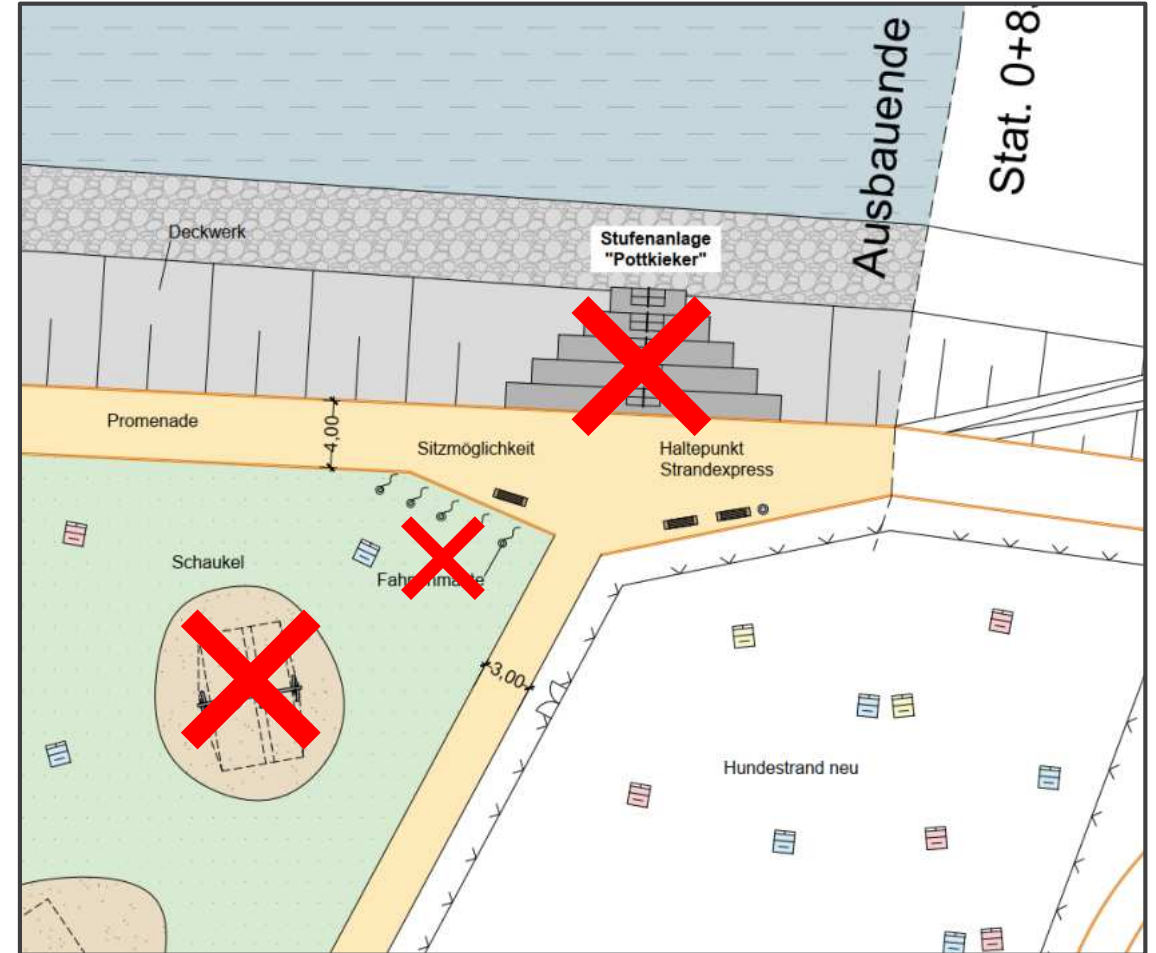 Ausbauende
Stat. 0+8
Deckwerk
Stufenanlage
"Pottkieker"
Promenade
4,00
Sitzmöglichkeit
Haltepunkt
Strandexpress
Schaukel
3,00
Hundestrand neu